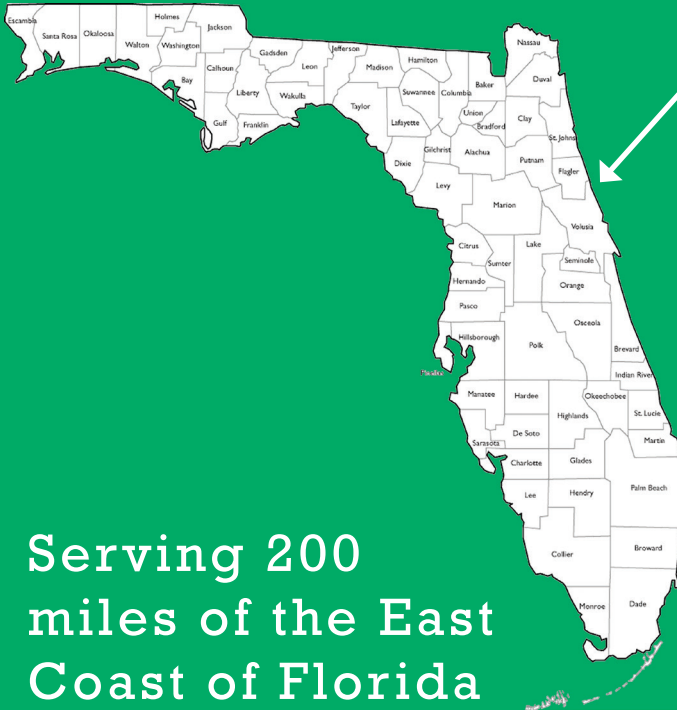 Escambia
Santa Rosa
Okaloosa
Walton
Holmes
Washington
Jackson
Bay
Calhoun
Gulf
Liberty
Gadsden
Franklin
Wakulla
Leon
Jefferson
Madison
Taylor
Hamilton
Suwannee
Lafayette
Dixie
Columbia
Gilchrist
Baker
Union
Bradford
Alachua
Levy
Nassau
Duval
Clay
St. Johns
Putnam
Flagler
Marion
Volusia
Citrus
Sumter
Lake
Seminole
Hernando
Orange
Pasco
Osceola
Hillsborough
Polk
Brevard
Indian River
Manatee
Hardee
Okeechobee
Highlands
St. Lucie
De Soto
Martin
Sarasota
Charlotte
Glades
Lee
Hendry
Palm Beach
Collier
Broward
Monroe
Dade
Serving 200
miles of the East
Coast of Florida